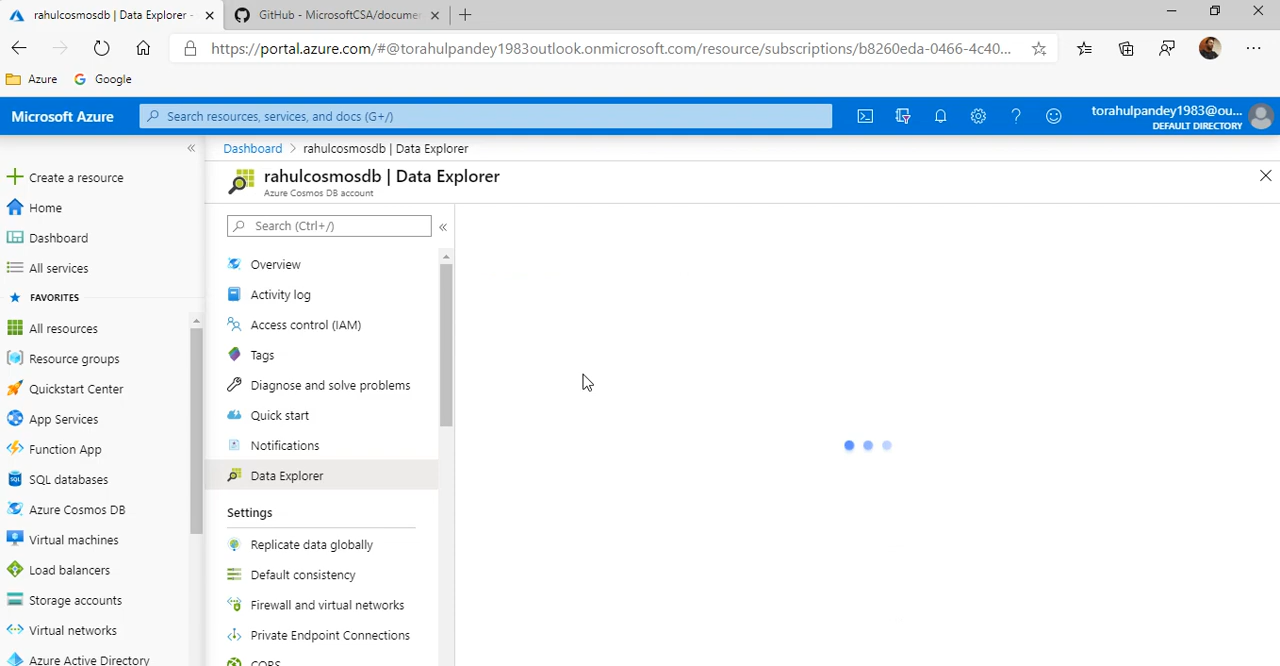 rahulcosmosdb | Data Explorer -
GitHub - MicrosoftCSA/docume
https://portal.azure.com/#@torahulpandey1983outlook.onmicrosoft.com/resource/subscriptions/b8260eda-0466-4c40...
Azure
Google
Microsoft Azure
Search resources, services, and docs (G+/)
torahulpandey1983@ou...
DEFAULT DIRECTORY
Dashboard > rahulcosmosdb | Data Explorer
rahulcosmosdb | Data Explorer
Azure Cosmos DB account
Create a resource
Home
Dashboard
All services
FAVORITES
All resources
Resource groups
Quickstart Center
App Services
Function App
SQL databases
Azure Cosmos DB
Virtual machines
Load balancers
Storage accounts
Virtual networks
Azure Active Directory
Search (Ctrl+/)
Overview
Activity log
Access control (IAM)
Tags
Diagnose and solve problems
Quick start
Notifications
Data Explorer
Settings
Replicate data globally
Default consistency
Firewall and virtual networks
Private Endpoint Connections
CORS